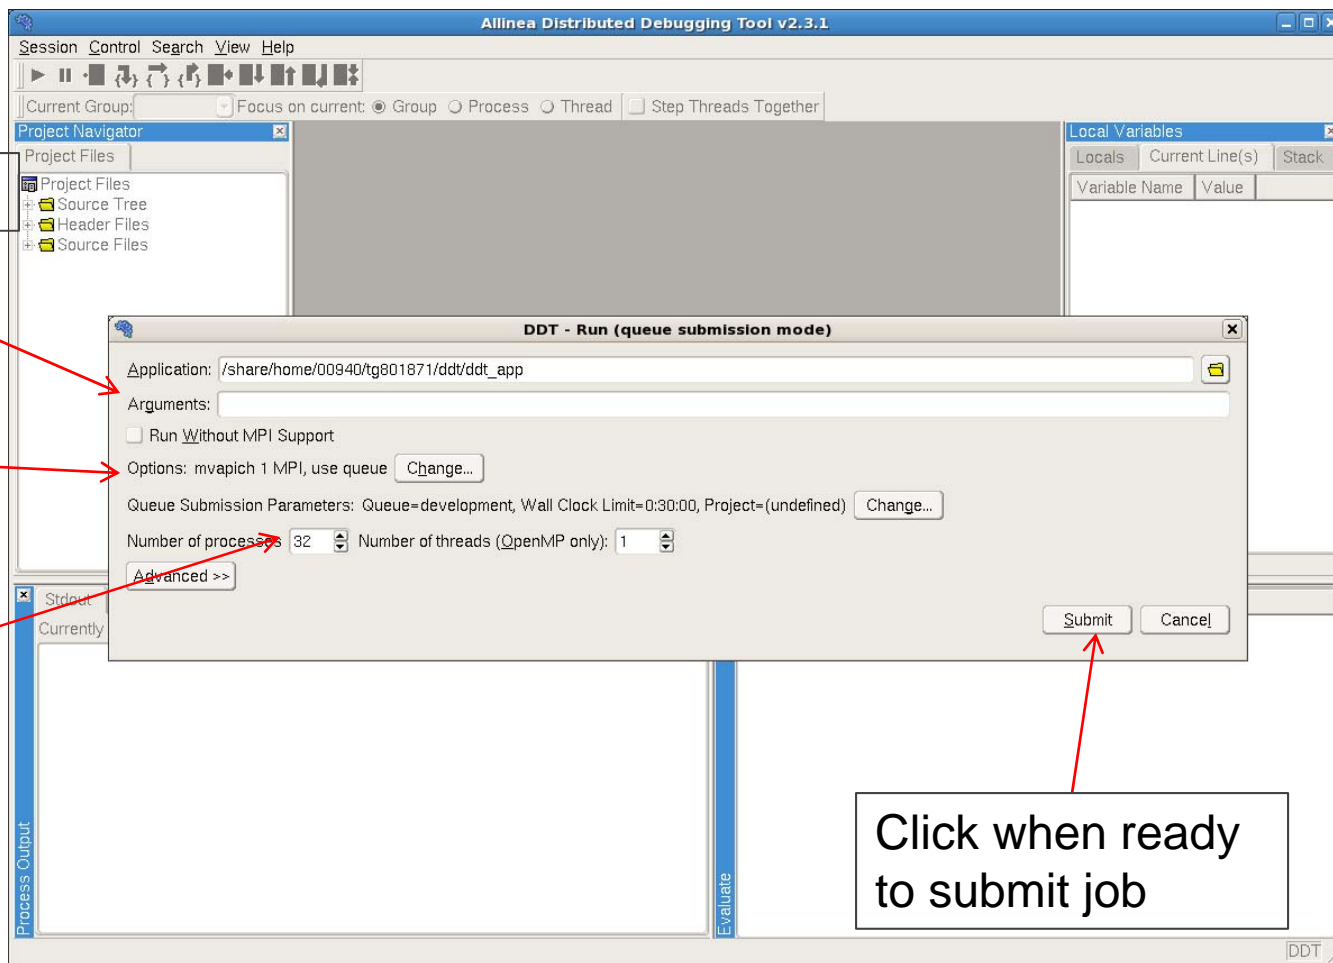 Allinea Distributed Debugging Tool v2.3.1
Session Control Search View Help
Current Group: Focus on current: Group Process Thread Step Threads Together
Project Navigator
Project Files
Project Files
Source Tree
Header Files
Source Files
Local Variables
Locals Current Line(s) Stack
Variable Name Value
DDT - Run (queue submission mode)
Application: /share/home/00940/tg801871/ddt/ddt_app
Arguments:
Run Without MPI Support
Options: mvapich 1 MPI, use queue Change...
Queue Submission Parameters: Queue=development, Wall Clock Limit=0:30:00, Project=(undefined) Change...
Number of processes 32 Number of threads (OpenMP only): 1
Advanced >>
Submit Cancel
Stdout
Currently
Process Output
Evaluate
Click when ready
to submit job
DDT